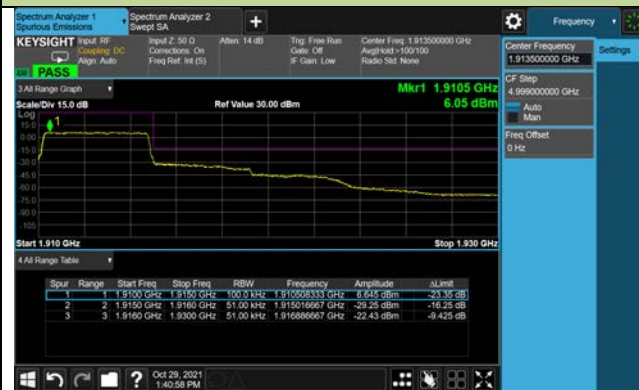 Spectrum Analyzer 1
Spurious Emissions
Spectrum Analyzer 2
Swept SA
+
Frequency
KEYSIGHT
Input: RF
Coupling: DC
Align: Auto
Input Z: 50 Ω
Corrections: On
Freq Ref: Int (S)
Atten: 14 dB
Trig: Free Run
Gate: Off
IF Gain: Low
Center Freq: 1.913500000 GHz
Avg|Hold:>100/100
Radio Std: None
PASS
Center Frequency
1.913500000 GHz
Settings
CF Step
4.999000000 GHz
Auto
Man
Freq Offset
0 Hz
3 All Range Graph
Mkr1 1.9105 GHz
6.05 dBm
Scale/Div 15.0 dB
Ref Value 30.00 dBm
Log
15.0
0.00
-15.0
-30.0
-45.0
-60.0
-75.0
-90.0
-105
1
Start 1.910 GHz
Stop 1.930 GHz
4 All Range Table
Spur Range Start Freq Stop Freq RBW Frequency Amplitude ΔLimit
1 1 1.9100 GHz 1.9150 GHz 100.0 kHz 1.910508333 GHz 6.645 dBm -23.35 dB
2 2 1.9150 GHz 1.9160 GHz 51.00 kHz 1.915016667 GHz -29.25 dBm -16.25 dB
3 3 1.9160 GHz 1.9300 GHz 51.00 kHz 1.916886667 GHz -22.43 dBm -9.425 dB
?
Oct 29, 2021
1:40:58 PM